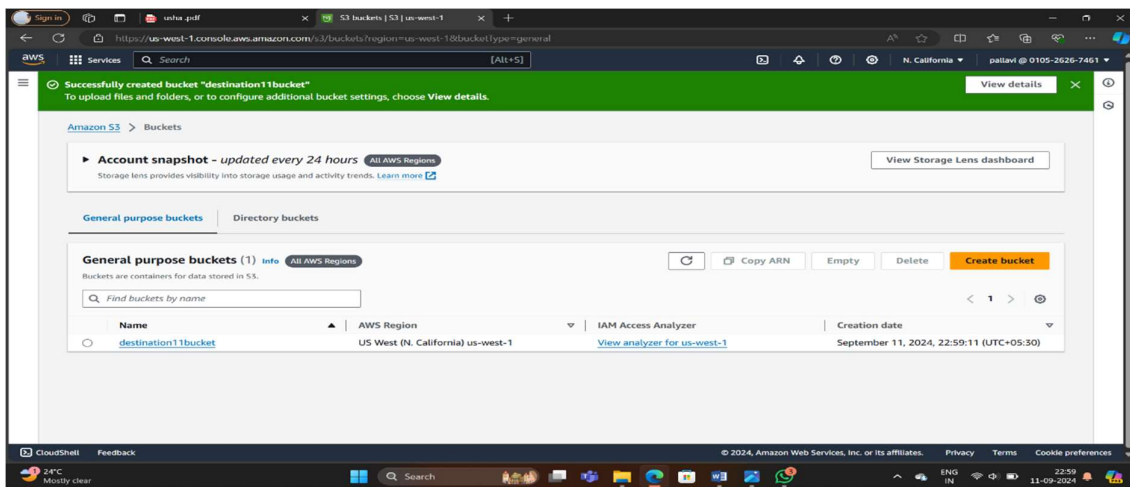 Sign in
usha .pdf
S3 buckets | S3 | us-west-1
https://us-west-1.console.aws.amazon.com/s3/buckets?region=us-west-1&bucketType=general
aws Services Search [Alt+S] N. California pallavi @ 0105-2626-7461
Successfully created bucket "destination11bucket"
To upload files and folders, or to configure additional bucket settings, choose View details.
View details
Amazon S3 > Buckets
Account snapshot - updated every 24 hours All AWS Regions
Storage lens provides visibility into storage usage and activity trends. Learn more
View Storage Lens dashboard
General purpose buckets Directory buckets
General purpose buckets (1) Info All AWS Regions
Buckets are containers for data stored in S3.
Copy ARN Empty Delete Create bucket
Find buckets by name
< 1 >
Name AWS Region IAM Access Analyzer Creation date
destination11bucket US West (N. California) us-west-1 View analyzer for us-west-1 September 11, 2024, 22:59:11 (UTC+05:30)
CloudShell Feedback © 2024, Amazon Web Services, Inc. or its affiliates. Privacy Terms Cookie preferences
24°C
Mostly clear
Search
ENG
IN
22:59
11-09-2024